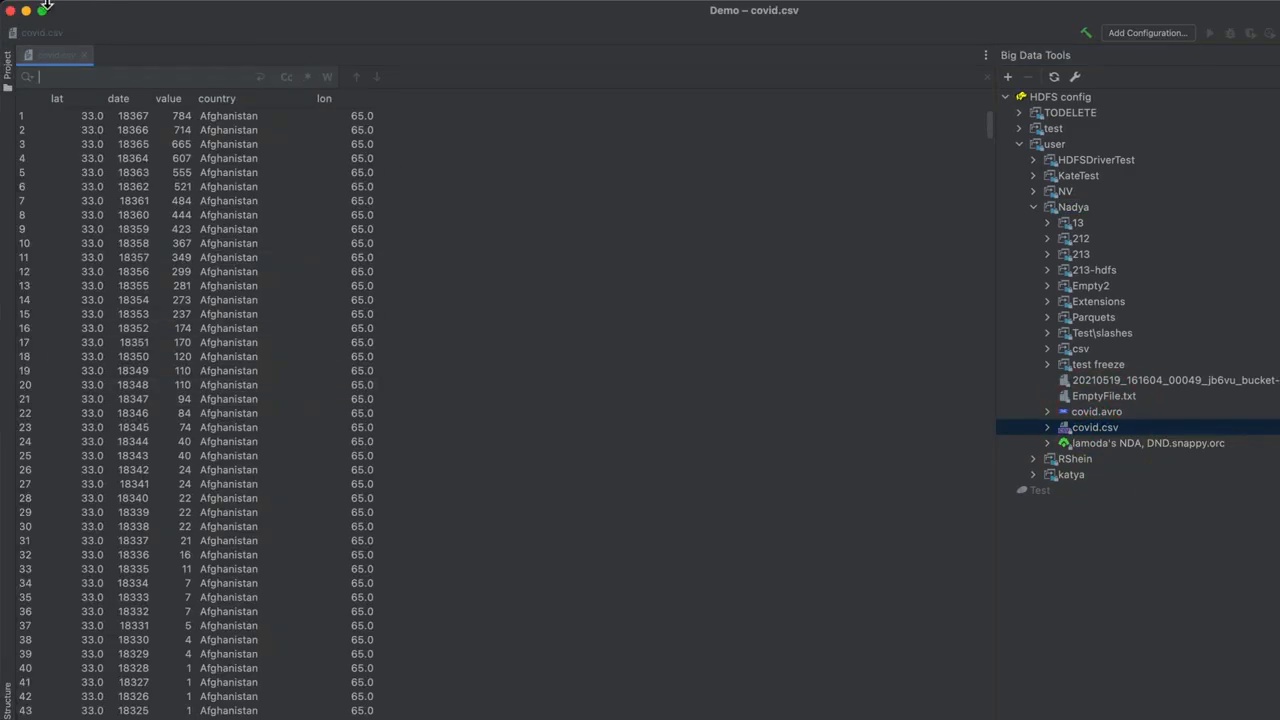 Demo – covid.csv
covid.csv
Add Configuration...
Project
covid.csv
Big Data Tools
Cc
W
lat date value country lon
1 33.0 18367 784 Afghanistan 65.0
2 33.0 18366 714 Afghanistan 65.0
3 33.0 18365 665 Afghanistan 65.0
4 33.0 18364 607 Afghanistan 65.0
5 33.0 18363 555 Afghanistan 65.0
6 33.0 18362 521 Afghanistan 65.0
7 33.0 18361 484 Afghanistan 65.0
8 33.0 18360 444 Afghanistan 65.0
9 33.0 18359 423 Afghanistan 65.0
10 33.0 18358 367 Afghanistan 65.0
11 33.0 18357 349 Afghanistan 65.0
12 33.0 18356 299 Afghanistan 65.0
13 33.0 18355 281 Afghanistan 65.0
14 33.0 18354 273 Afghanistan 65.0
15 33.0 18353 237 Afghanistan 65.0
16 33.0 18352 174 Afghanistan 65.0
17 33.0 18351 170 Afghanistan 65.0
18 33.0 18350 120 Afghanistan 65.0
19 33.0 18349 110 Afghanistan 65.0
20 33.0 18348 110 Afghanistan 65.0
21 33.0 18347 94 Afghanistan 65.0
22 33.0 18346 84 Afghanistan 65.0
23 33.0 18345 74 Afghanistan 65.0
24 33.0 18344 40 Afghanistan 65.0
25 33.0 18343 40 Afghanistan 65.0
26 33.0 18342 24 Afghanistan 65.0
27 33.0 18341 24 Afghanistan 65.0
28 33.0 18340 22 Afghanistan 65.0
29 33.0 18339 22 Afghanistan 65.0
30 33.0 18338 22 Afghanistan 65.0
31 33.0 18337 21 Afghanistan 65.0
32 33.0 18336 16 Afghanistan 65.0
33 33.0 18335 11 Afghanistan 65.0
34 33.0 18334 7 Afghanistan 65.0
35 33.0 18333 7 Afghanistan 65.0
36 33.0 18332 7 Afghanistan 65.0
37 33.0 18331 5 Afghanistan 65.0
38 33.0 18330 4 Afghanistan 65.0
39 33.0 18329 4 Afghanistan 65.0
40 33.0 18328 1 Afghanistan 65.0
41 33.0 18327 1 Afghanistan 65.0
42 33.0 18326 1 Afghanistan 65.0
43 33.0 18325 1 Afghanistan 65.0
Structure
HDFS config
TODELETE
test
user
HDFSDriverTest
KateTest
NV
Nadya
13
212
213
213-hdfs
Empty2
Extensions
Parquets
Test\slashes
csv
test freeze
20210519_161604_00049_jb6vu_bucket-
EmptyFile.txt
covid.avro
covid.csv
lamoda's NDA, DND.snappy.orc
RShein
katya
Test